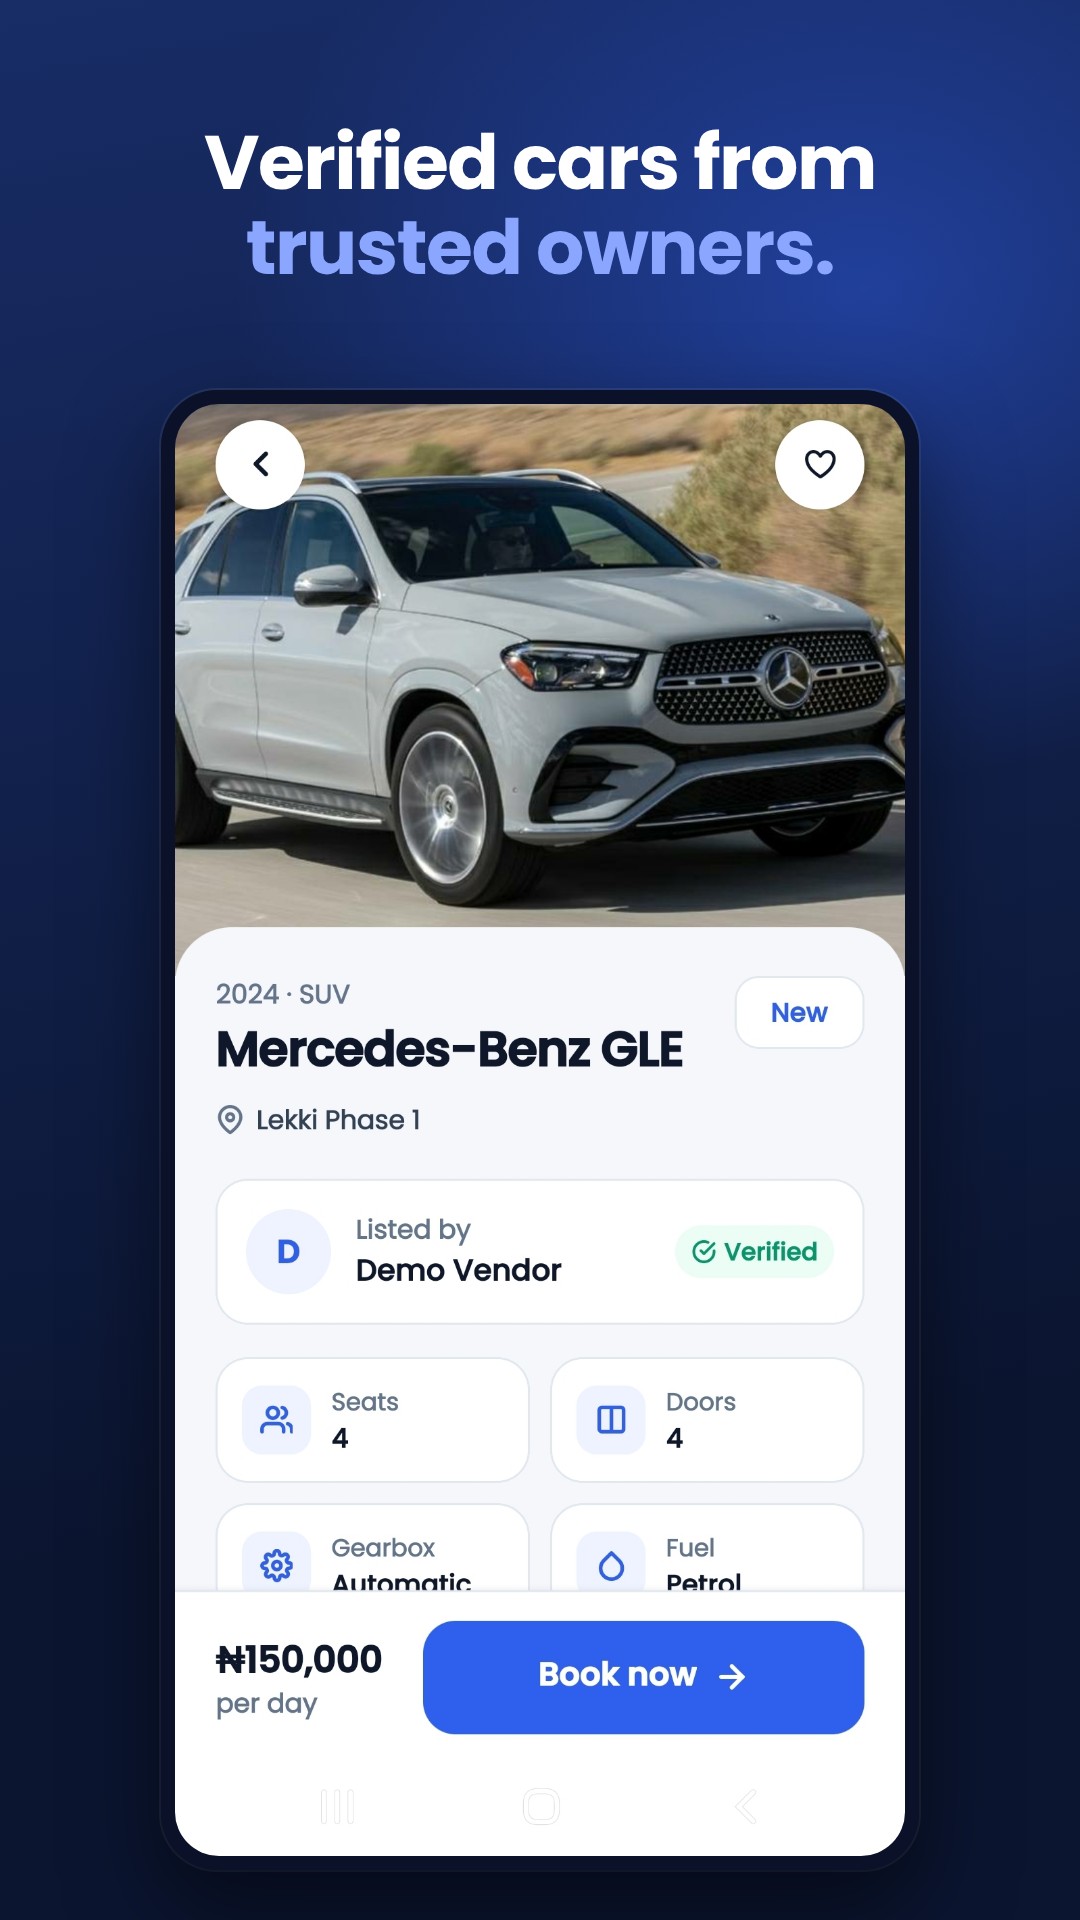 Verified cars from
trusted owners.
2024 · SUV
New
Mercedes-Benz GLE
Lekki Phase 1
D
Listed by
Demo Vendor
Verified
Seats
4
Doors
4
Gearbox
Automatic
Fuel
Petrol
₦150,000
per day
Book now